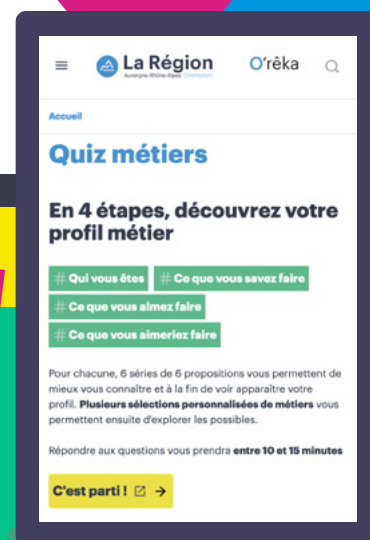 La Région
Auvergne-Rhône-Alpes Orientation
O'rêka
Accueil
Quiz métiers
En 4 étapes, découvrez votre
profil métier
# Qui vous êtes # Ce que vous savez faire
# Ce que vous aimez faire
# Ce que vous aimeriez faire
Pour chacune, 6 séries de 6 propositions vous permettent de
mieux vous connaître et à la fin de voir apparaître votre
profil. Plusieurs sélections personnalisées de métiers vous
permettent ensuite d'explorer les possibles.
Répondre aux questions vous prendra entre 10 et 15 minutes
C'est parti ! →